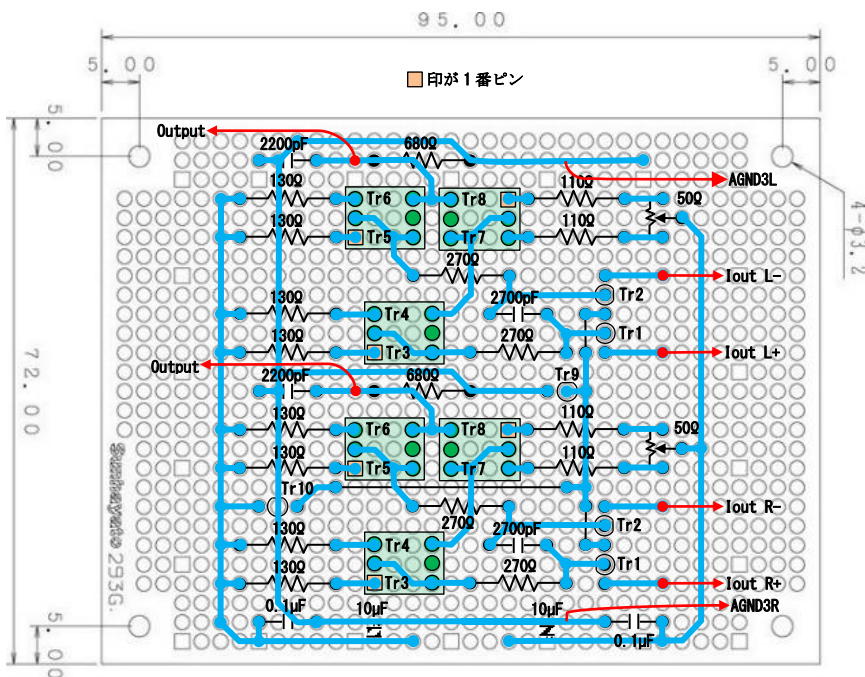 95.00
5.00
5.00
印が1番ピン
5.00
Output
2200pF
680Ω
AGND3L
130Ω
Tr6
Tr8
110Ω
50Ω
4-φ3.2
130Ω
Tr5
Tr7
110Ω
270Ω
Iout L-
130Ω
Tr4
2700pF
Tr2
Tr1
130Ω
Tr3
270Ω
Iout L+
72.00
Output
2200pF
680Ω
Tr9
130Ω
Tr6
Tr8
110Ω
50Ω
130Ω
Tr5
Tr7
110Ω
Sunhayato 293G.
Tr10
270Ω
Iout R-
130Ω
Tr4
2700pF
Tr2
Tr1
130Ω
Tr3
270Ω
Iout R+
0.1μF
10μF
10μF
AGND3R
0.1μF
5.00